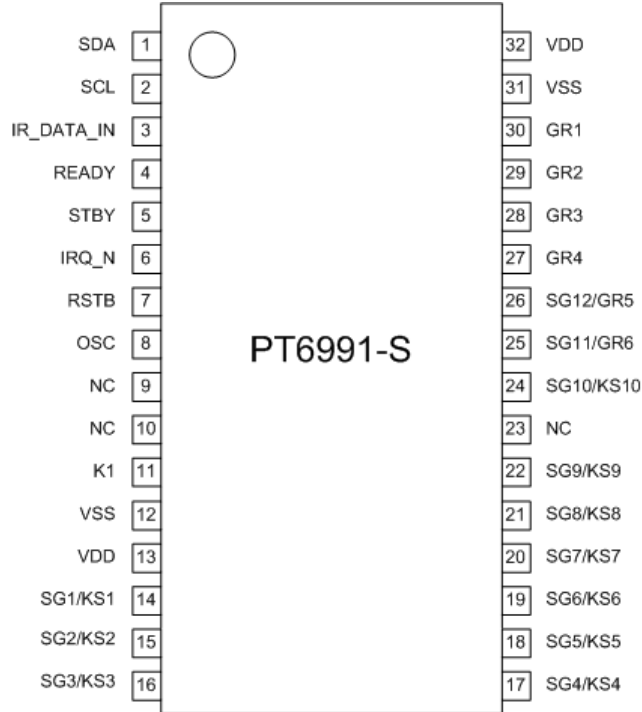 SDA 1 32 VDD
SCL 2 31 VSS
IR_DATA_IN 3 30 GR1
READY 4 29 GR2
STBY 5 28 GR3
IRQ_N 6 27 GR4
RSTB 7 26 SG12/GR5
OSC 8 25 SG11/GR6
PT6991-S
NC 9 24 SG10/KS10
NC 10 23 NC
K1 11 22 SG9/KS9
VSS 12 21 SG8/KS8
VDD 13 20 SG7/KS7
SG1/KS1 14 19 SG6/KS6
SG2/KS2 15 18 SG5/KS5
SG3/KS3 16 17 SG4/KS4